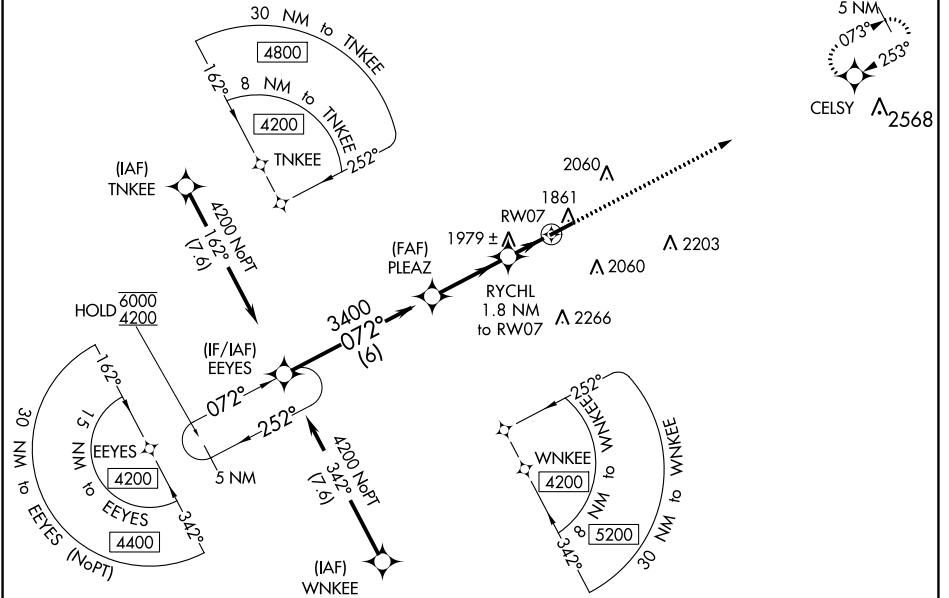 30 NM to TNKEE
4800
162°
8 NM to TNKEE
4200
252°
TNKEE
5 NM
073°
253°
CELSY
2568
(IAF)
TNKEE
4200 NoPT
162°
(7.6)
2060
1861
RW07
1979 ±
2203
2060
(FAF)
PLEAZ
RYCHL
1.8 NM
to RW07
2266
HOLD 6000
4200
3400
072°
(6)
(IF/IAF)
EEYES
072°
252°
5 NM
162°
15 NM to EEYES
EEYES
4200
30 NM to EEYES (NoPT)
4400
342°
4200 NoPT
342°
(7.6)
(IAF)
WNKEE
252°
WNKEE
4200
8 NM to WNKEE
5200
342°
30 NM to WNKEE